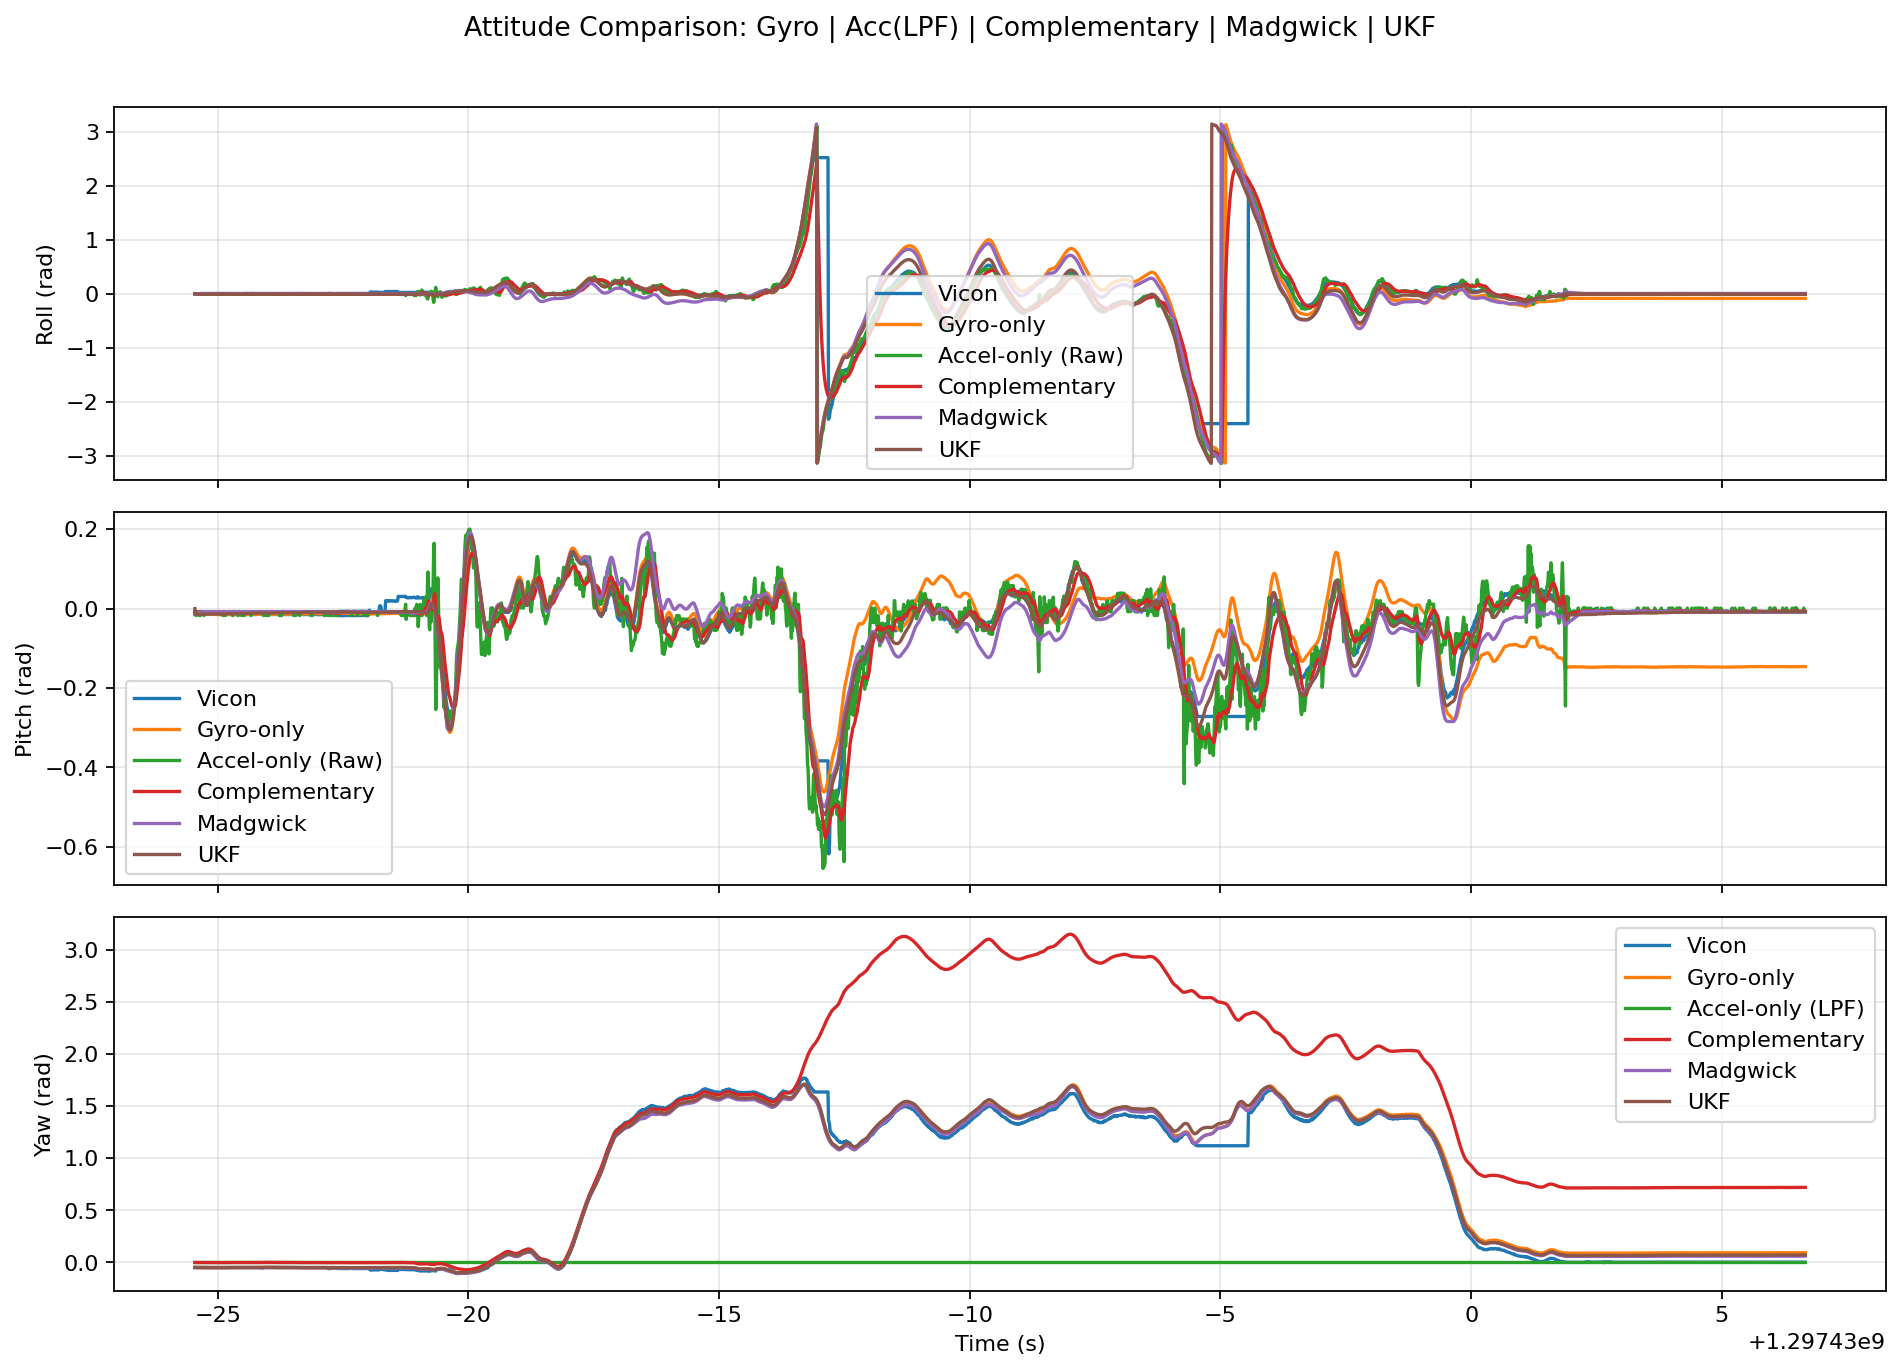 Attitude Comparison: Gyro | Acc(LPF) | Complementary | Madgwick | UKF
Roll (rad)
3
2
1
0
−1
−2
−3
Vicon
Gyro-only
Accel-only (Raw)
Complementary
Madgwick
UKF
Pitch (rad)
0.2
0.0
−0.2
−0.4
−0.6
Vicon
Gyro-only
Accel-only (Raw)
Complementary
Madgwick
UKF
Yaw (rad)
3.0
2.5
2.0
1.5
1.0
0.5
0.0
Vicon
Gyro-only
Accel-only (LPF)
Complementary
Madgwick
UKF
−25 −20 −15 −10 −5 0 5
Time (s)
+1.29743e9